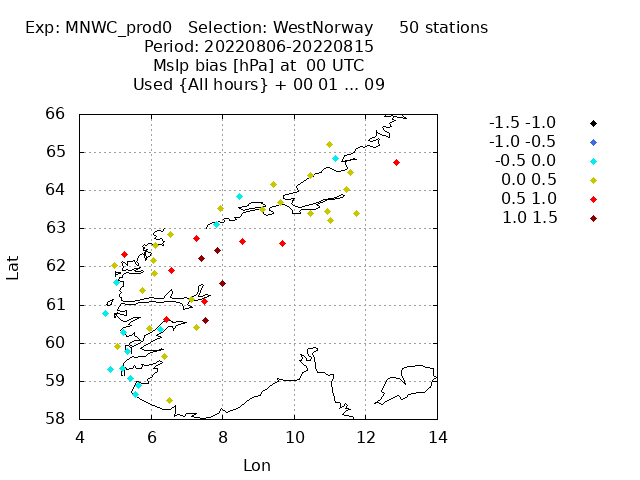 Exp: MNWC_prod0 Selection: WestNorway 50 stations
Period: 20220806-20220815
Mslp bias [hPa] at 00 UTC
Used {All hours} + 00 01 ... 09
66
65
64
63
62
61
60
59
58
Lat
4 6 8 10 12 14
Lon
-1.5 -1.0
-1.0 -0.5
-0.5 0.0
0.0 0.5
0.5 1.0
1.0 1.5